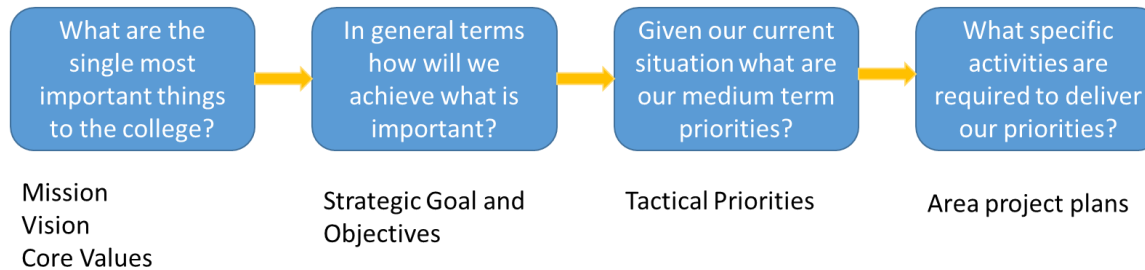 What are the
single most
important things
to the college?
In general terms
how will we
achieve what is
important?
Given our current
situation what are
our medium term
priorities?
What specific
activities are
required to deliver
our priorities?
Mission
Vision
Core Values
Strategic Goal and
Objectives
Tactical Priorities
Area project plans